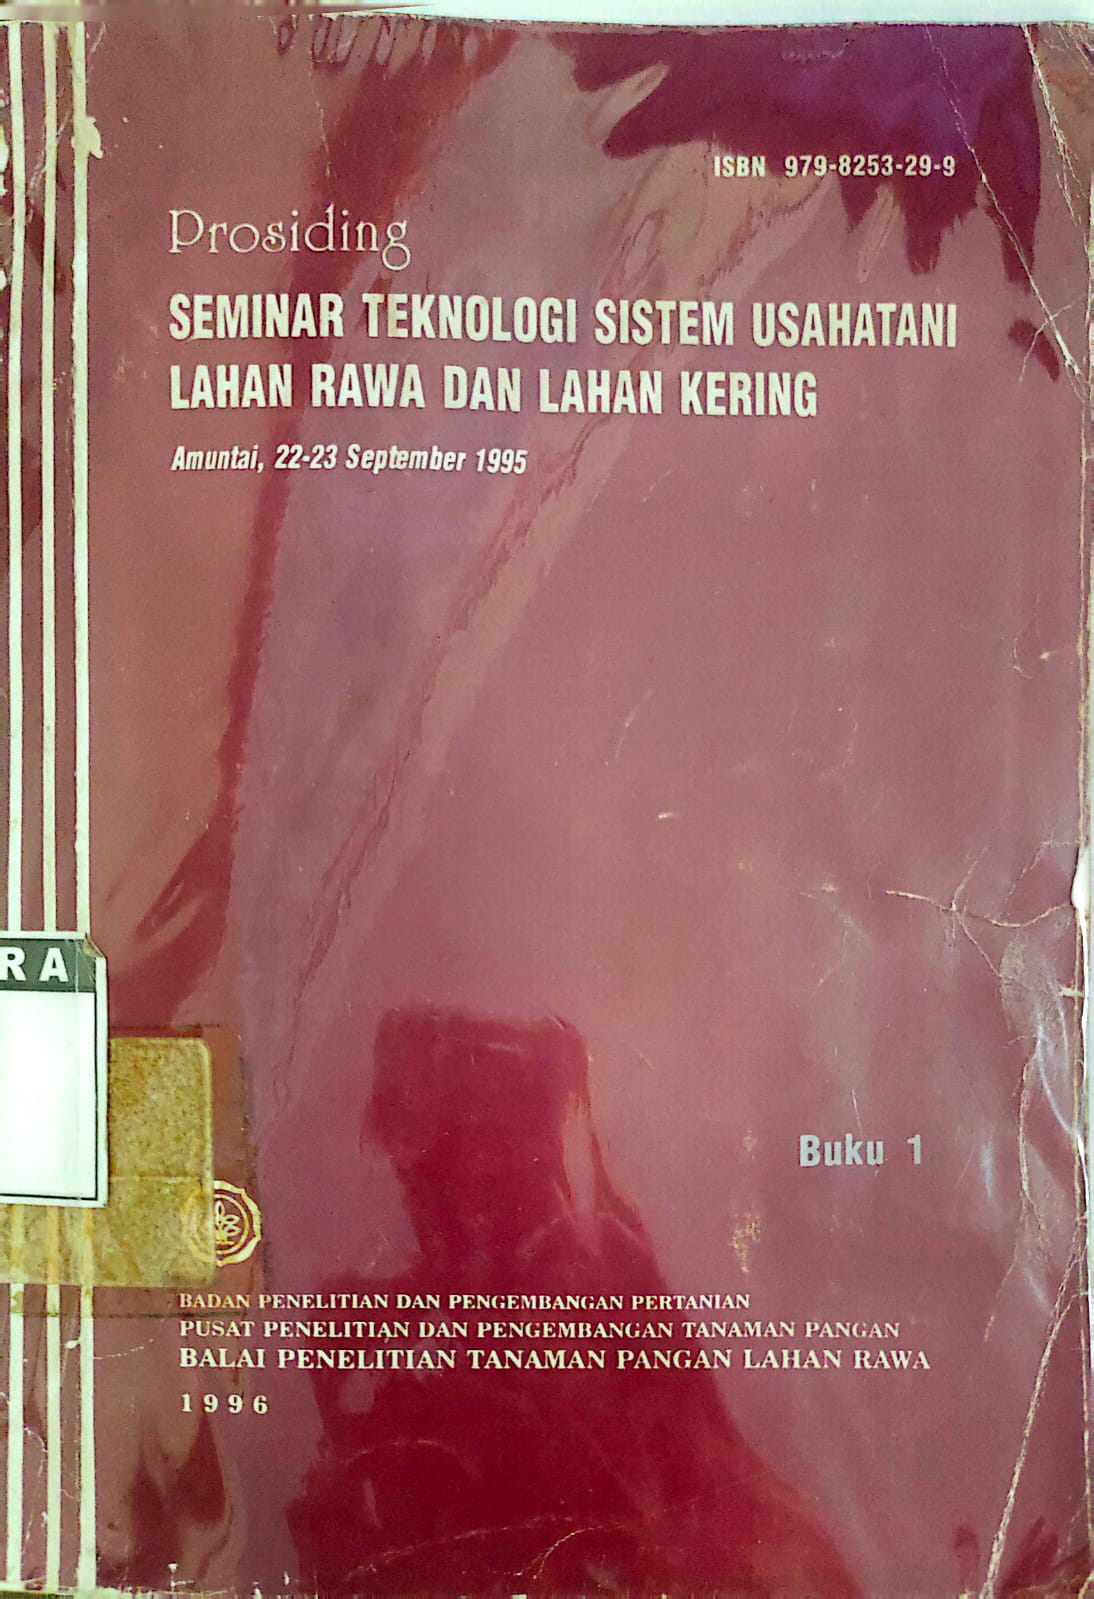 ISBN 979-8253-29-9
Prosiding
SEMINAR TEKNOLOGI SISTEM USAHATANI
LAHAN RAWA DAN LAHAN KERING
Amuntai, 22-23 September 1995
RA
Buku 1
BADAN PENELITIAN DAN PENGEMBANGAN PERTANIAN
PUSAT PENELITIAN DAN PENGEMBANGAN TANAMAN PANGAN
BALAI PENELITIAN TANAMAN PANGAN LAHAN RAWA
1996